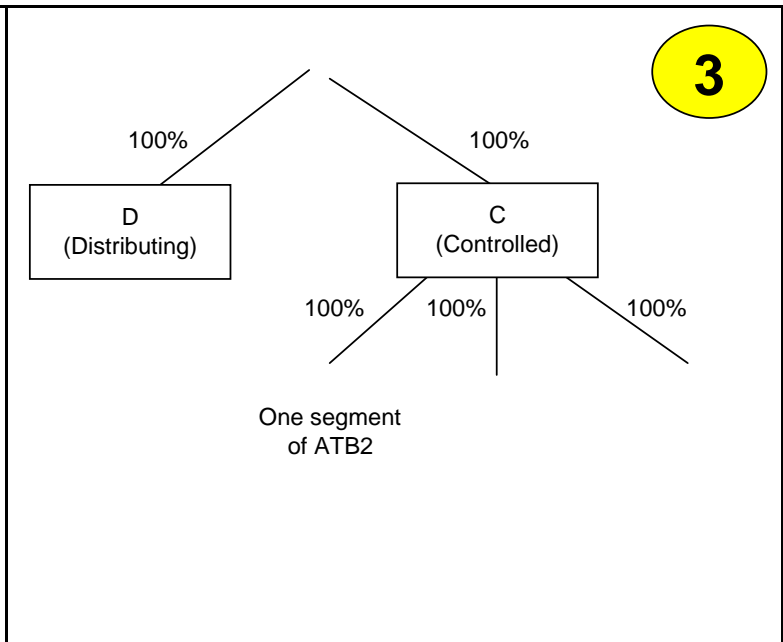 3
100%
100%
D
(Distributing)
C
(Controlled)
100%
100%
100%
One segment
of ATB2